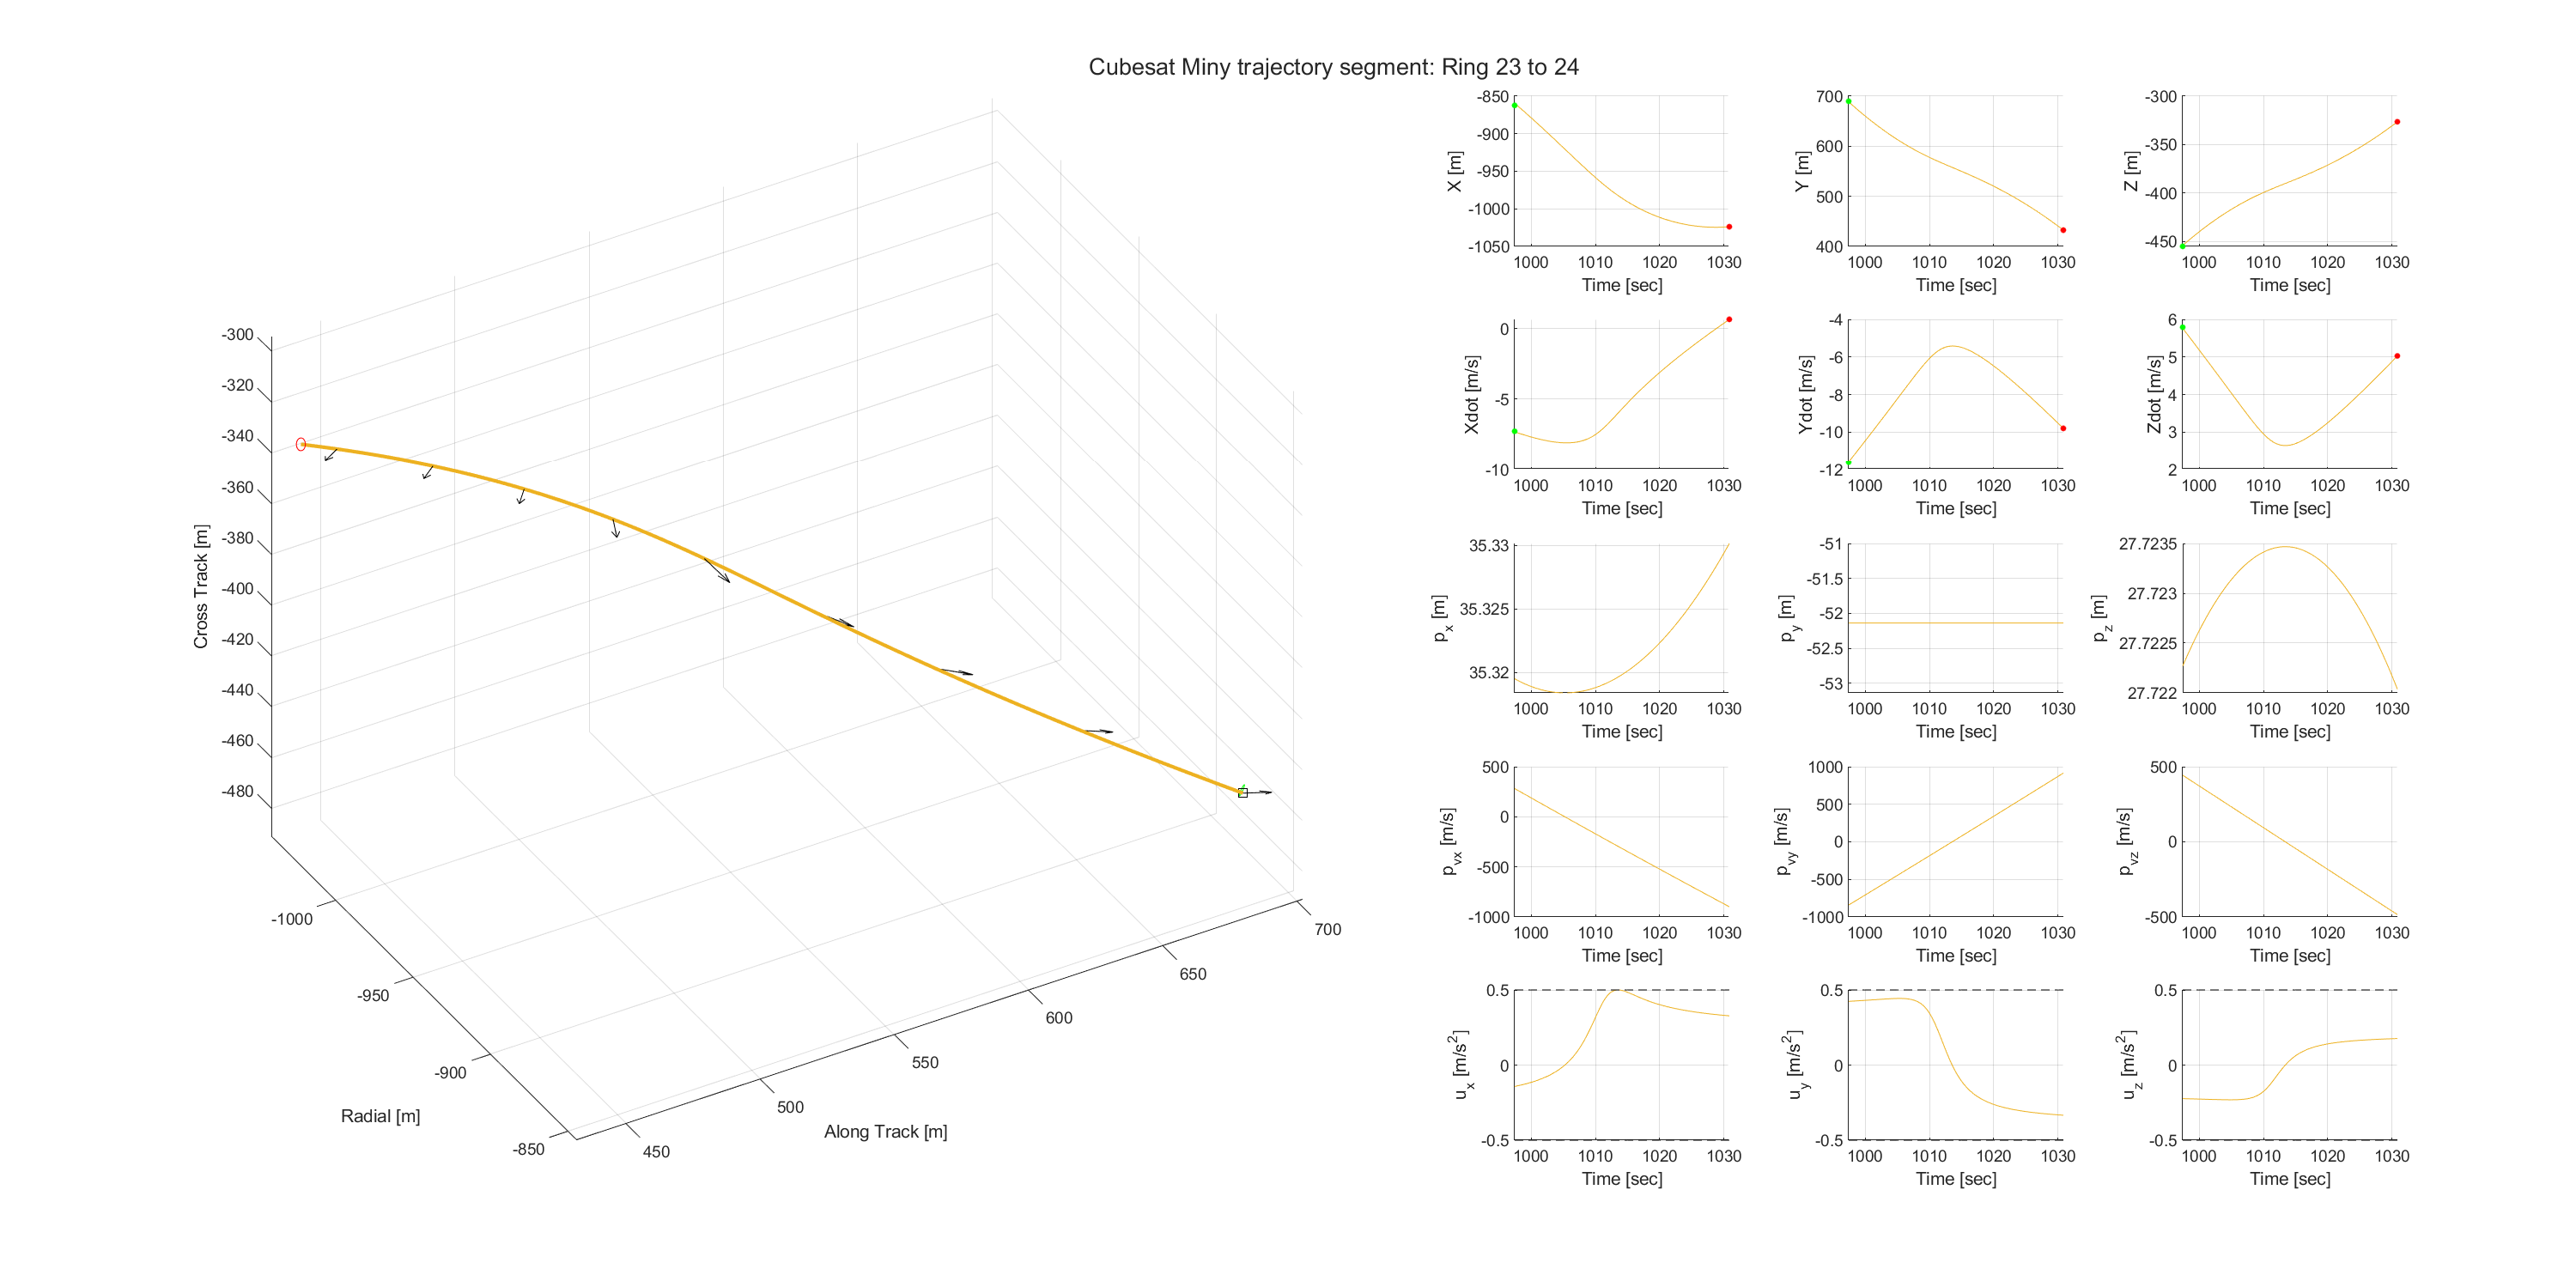 Cubesat Miny trajectory segment: Ring 23 to 24
-300
-320
-340
-360
-380
-400
-420
-440
-460
-480
Cross Track [m]
-1000
-950
-900
-850
Radial [m]
450
500
550
600
650
700
Along Track [m]
-850
-900
-950
-1000
-1050
X [m]
1000 1010 1020 1030
Time [sec]
700
600
500
400
Y [m]
1000 1010 1020 1030
Time [sec]
-300
-350
-400
-450
Z [m]
1000 1010 1020 1030
Time [sec]
0
-5
-10
Xdot [m/s]
1000 1010 1020 1030
Time [sec]
-4
-6
-8
-10
-12
Ydot [m/s]
1000 1010 1020 1030
Time [sec]
6
5
4
3
2
Zdot [m/s]
1000 1010 1020 1030
Time [sec]
35.33
35.325
35.32
p_x [m]
1000 1010 1020 1030
Time [sec]
-51
-51.5
-52
-52.5
-53
p_y [m]
1000 1010 1020 1030
Time [sec]
27.7235
27.723
27.7225
27.722
p_z [m]
1000 1010 1020 1030
Time [sec]
500
0
-500
-1000
p_vx [m/s]
1000 1010 1020 1030
Time [sec]
1000
500
0
-500
-1000
p_vy [m/s]
1000 1010 1020 1030
Time [sec]
500
0
-500
p_vz [m/s]
1000 1010 1020 1030
Time [sec]
0.5
0
-0.5
u_x [m/s²]
1000 1010 1020 1030
Time [sec]
0.5
0
-0.5
u_y [m/s²]
1000 1010 1020 1030
Time [sec]
0.5
0
-0.5
u_z [m/s²]
1000 1010 1020 1030
Time [sec]